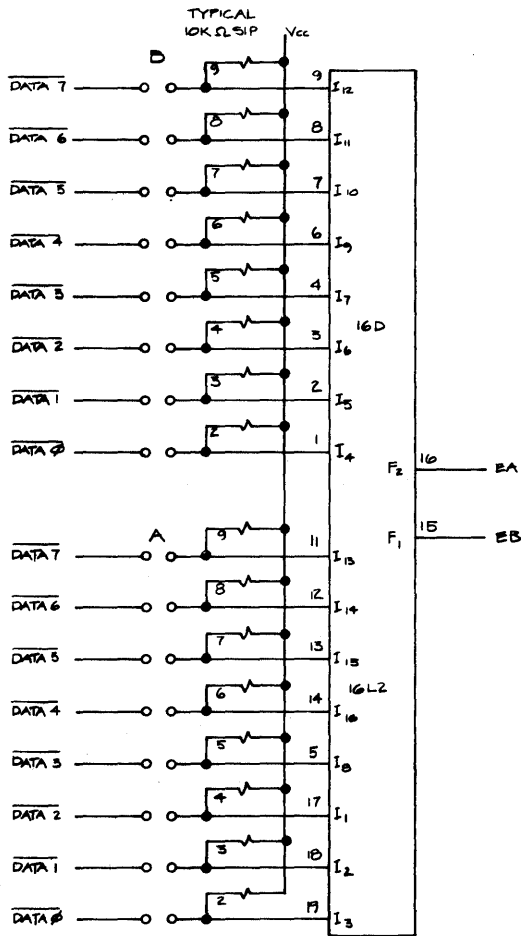 TYPICAL
10KΩ SIP
Vcc
B
DATA 7 9 9 I12
DATA 6 8 8 I11
DATA 5 7 7 I10
DATA 4 6 6 I9
DATA 3 5 4 I7
16D
DATA 2 4 3 I6
DATA 1 3 2 I5
DATA Ø 2 1 I4
F2 16 EA
F1 15 EB
A
DATA 7 9 11 I13
DATA 6 8 12 I14
DATA 5 7 13 I15
16L2
DATA 4 6 14 I16
DATA 3 5 5 I8
DATA 2 4 17 I1
DATA 1 3 18 I2
DATA Ø 2 19 I3